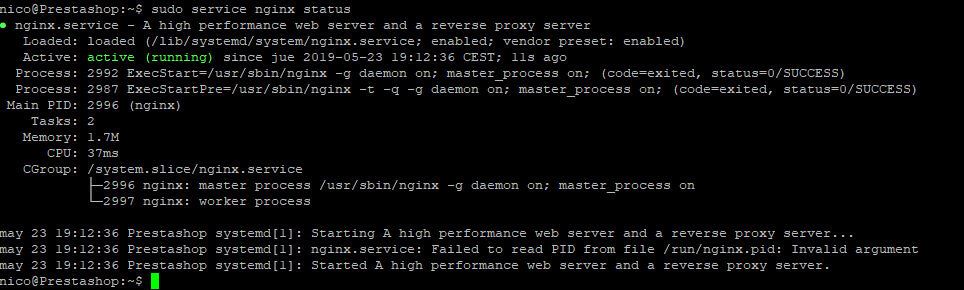 nico@Prestashop:~$ sudo service nginx status
● nginx.service - A high performance web server and a reverse proxy server
Loaded: loaded (/lib/systemd/system/nginx.service; enabled; vendor preset: enabled)
Active: active (running) since jue 2019-05-23 19:12:36 CEST; 11s ago
Process: 2992 ExecStart=/usr/sbin/nginx -g daemon on; master_process on; (code=exited, status=0/SUCCESS)
Process: 2987 ExecStartPre=/usr/sbin/nginx -t -q -g daemon on; master_process on; (code=exited, status=0/SUCCESS)
Main PID: 2996 (nginx)
Tasks: 2
Memory: 1.7M
CPU: 37ms
CGroup: /system.slice/nginx.service
├─2996 nginx: master process /usr/sbin/nginx -g daemon on; master_process on
└─2997 nginx: worker process
may 23 19:12:36 Prestashop systemd[1]: Starting A high performance web server and a reverse proxy server...
may 23 19:12:36 Prestashop systemd[1]: nginx.service: Failed to read PID from file /run/nginx.pid: Invalid argument
may 23 19:12:36 Prestashop systemd[1]: Started A high performance web server and a reverse proxy server.
nico@Prestashop:~$